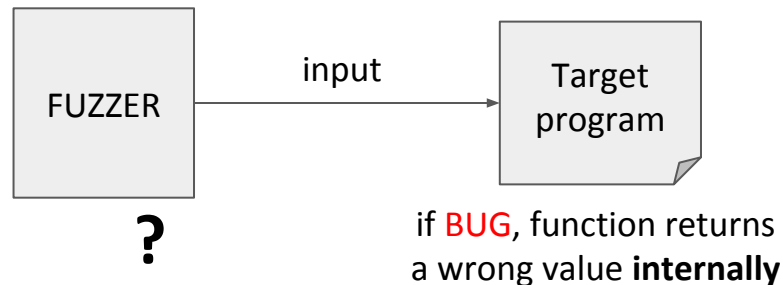 FUZZER
input
Target
program
?
if BUG, function returns
a wrong value internally